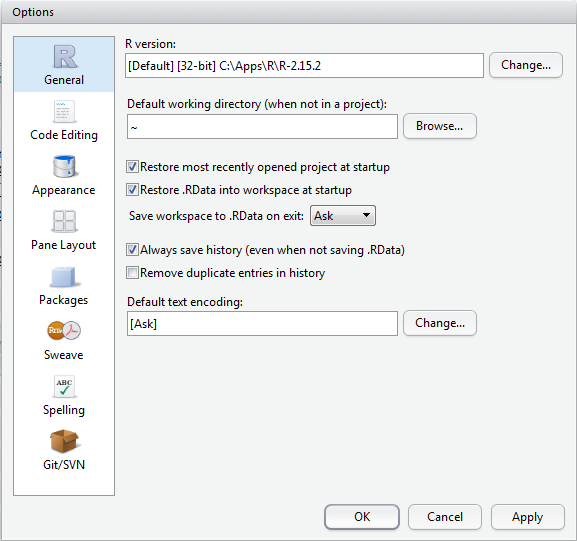 Options
General
Code Editing
Appearance
Pane Layout
Packages
Rnw
Sweave
ABC
Spelling
Git/SVN
R version:
[Default] [32-bit] C:\Apps\R\R-2.15.2
Change...
Default working directory (when not in a project):
~
Browse...
Restore most recently opened project at startup
Restore .RData into workspace at startup
Save workspace to .RData on exit: Ask
Always save history (even when not saving .RData)
Remove duplicate entries in history
Default text encoding:
[Ask]
Change...
OK Cancel Apply